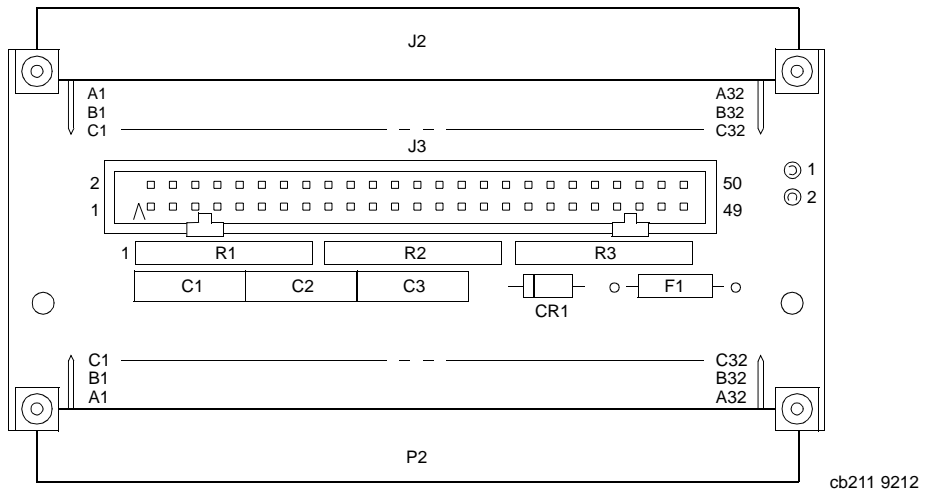 J2
A1 A32
B1 B32
C1 C32
J3
1
2 50
2
1 49
1 R1 R2 R3
C1 C2 C3 F1
CR1
C1 C32
B1 B32
A1 A32
P2
cb211 9212